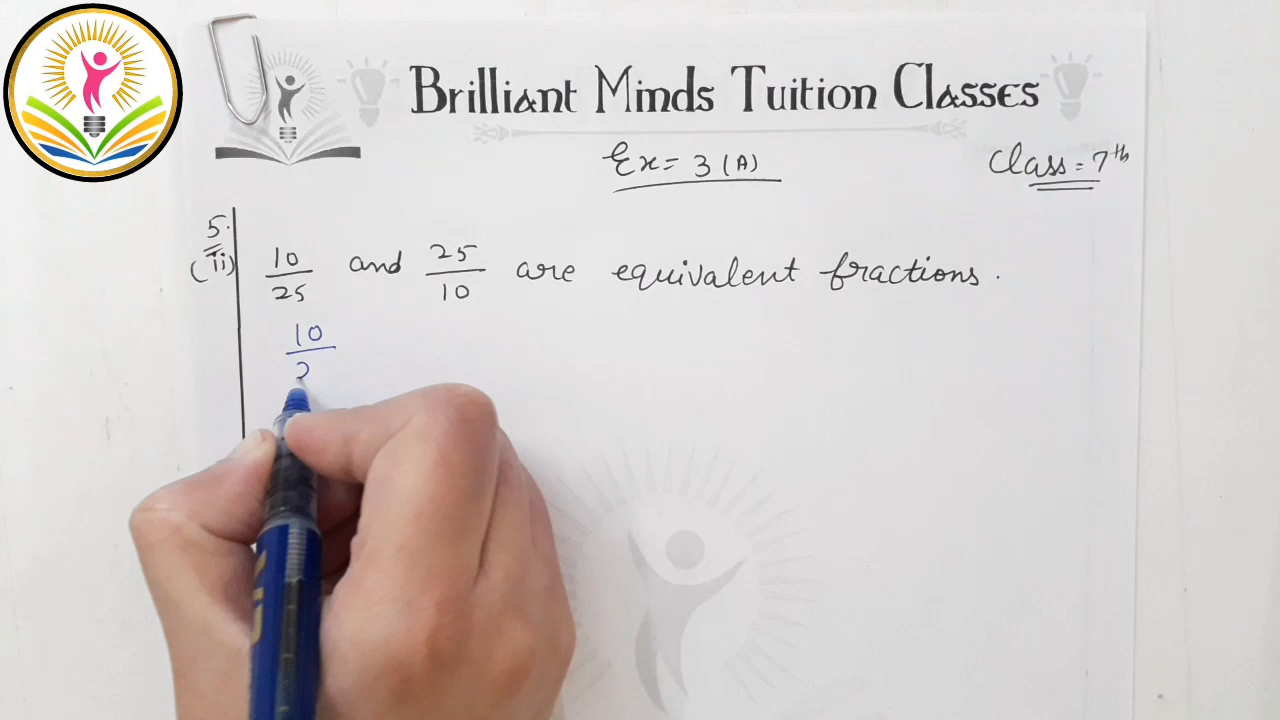 Brilliant Minds Tuition Classes
Ex = 3 (A)
Class = 7th
5.
(ii) 10/25 and 25/10 are equivalent fractions.
10/2